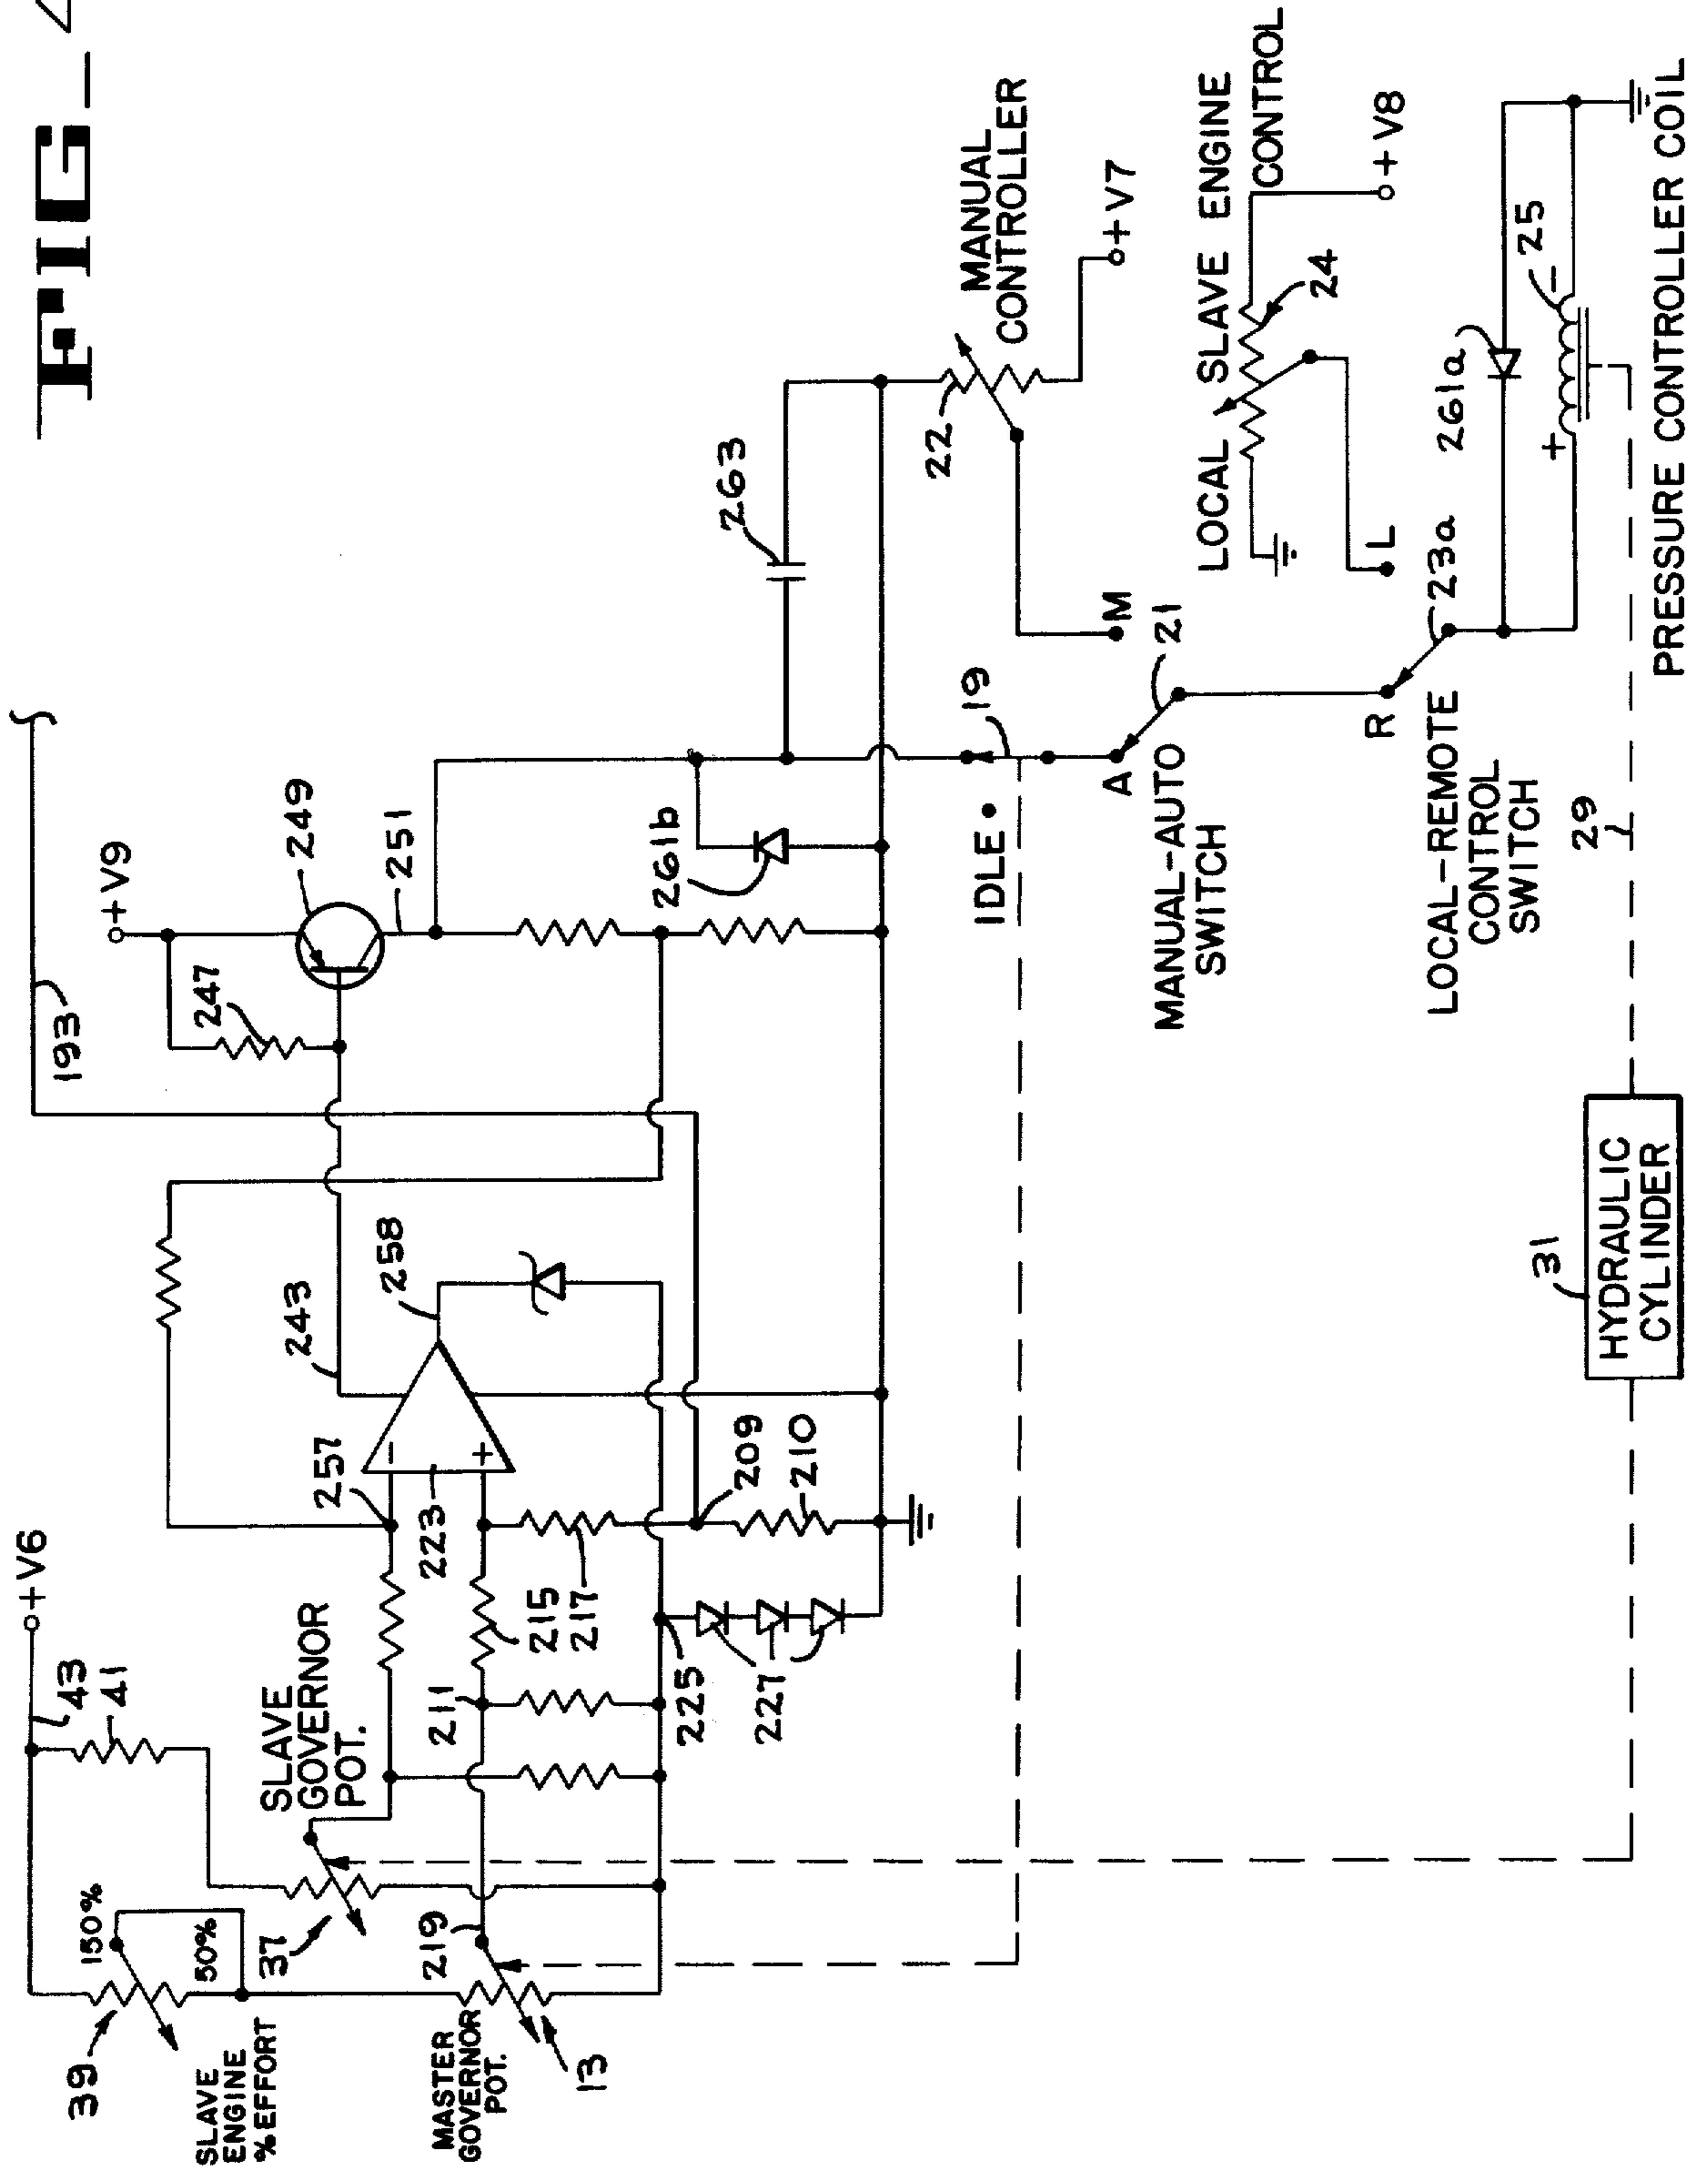 FIG_4
193
+V6
+V9
43
41
247
249
251
SLAVE
GOVERNOR
POT.
257
243
258
223
−
+
150%
50%
39
SLAVE
ENGINE
% EFFORT
37
219
211
215
217
209
210
225
227
MASTER
GOVERNOR
POT.
13
261b
263
IDLE
19
22
MANUAL
CONTROLLER
+V7
A
M
21
MANUAL-AUTO
SWITCH
LOCAL SLAVE ENGINE
CONTROL
24
+V8
L
R
23a
LOCAL-REMOTE
CONTROL
SWITCH
261a
25
+
−
29
31
HYDRAULIC
CYLINDER
PRESSURE CONTROLLER COIL